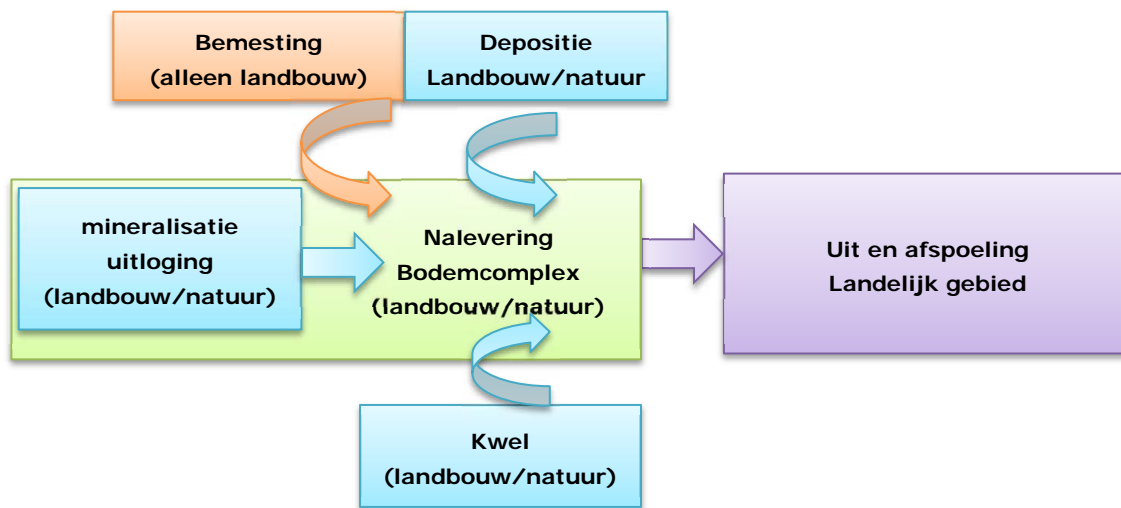 Bemesting
(alleen landbouw)
Depositie
Landbouw/natuur
mineralisatie
uitloging
(landbouw/natuur)
Nalevering
Bodemcomplex
(landbouw/natuur)
Uit en afspoeling
Landelijk gebied
Kwel
(landbouw/natuur)